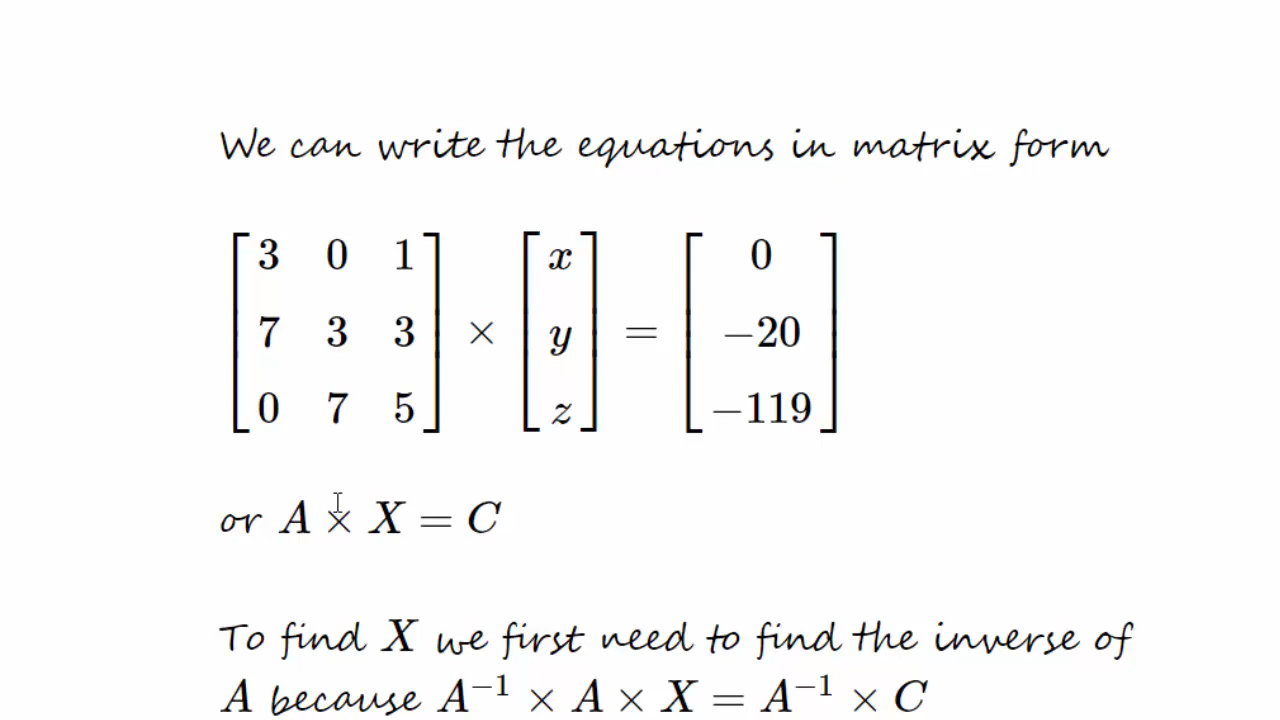 We can write the equations in matrix form
[3 0 1; 7 3 3; 0 7 5] × [x; y; z] = [0; −20; −119]
or A × X = C
To find X we first need to find the inverse of
A because A⁻¹ × A × X = A⁻¹ × C